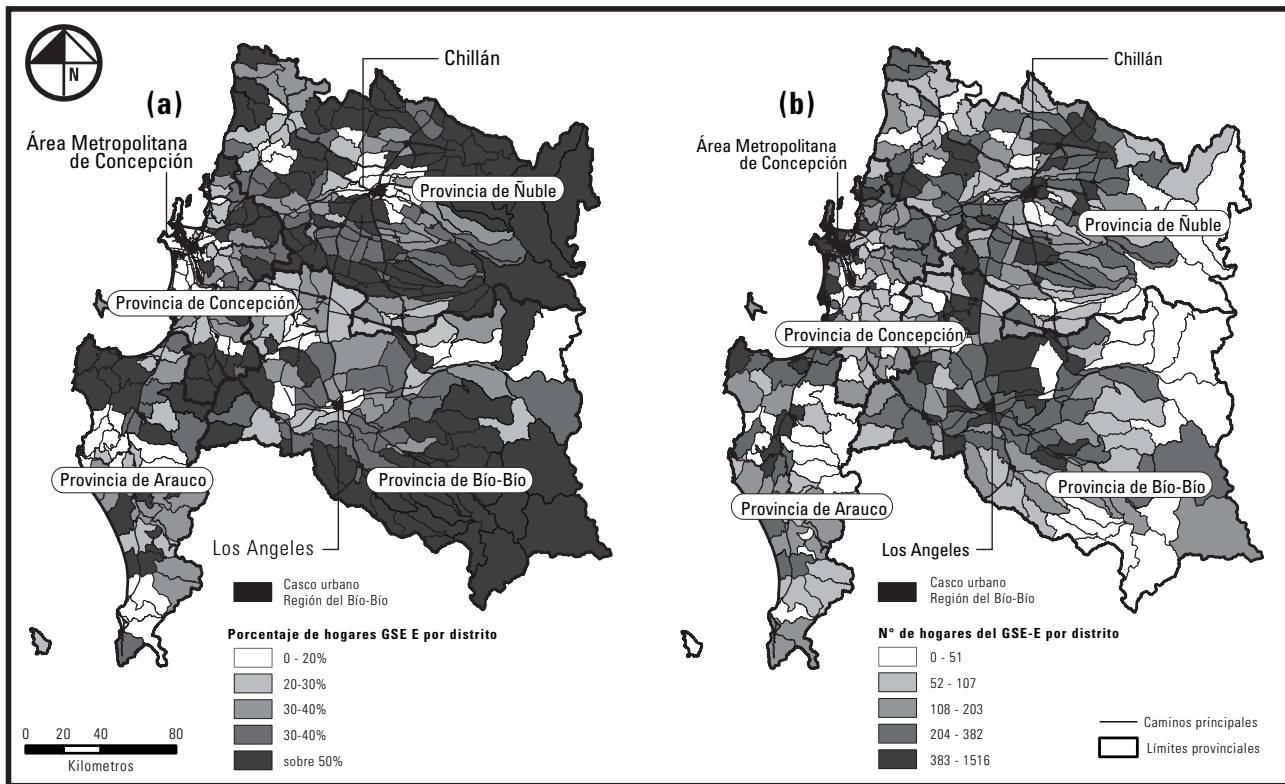 N
(a)
Chillán
Área Metropolitana
de Concepción
Provincia de Ñuble
Provincia de Concepción
Provincia de Arauco
Provincia de Bío-Bío
Los Angeles
Casco urbano
Región del Bío-Bío
Porcentaje de hogares GSE E por distrito
0 - 20%
20-30%
30-40%
30-40%
sobre 50%
0 20 40 80
Kilometros
(b)
Chillán
Área Metropolitana
de Concepción
Provincia de Ñuble
Provincia de Concepción
Provincia de Arauco
Provincia de Bío-Bío
Los Angeles
Casco urbano
Región del Bío-Bío
N° de hogares del GSE-E por distrito
0 - 51
52 - 107
108 - 203
204 - 382
383 - 1516
Caminos principales
Límites provinciales